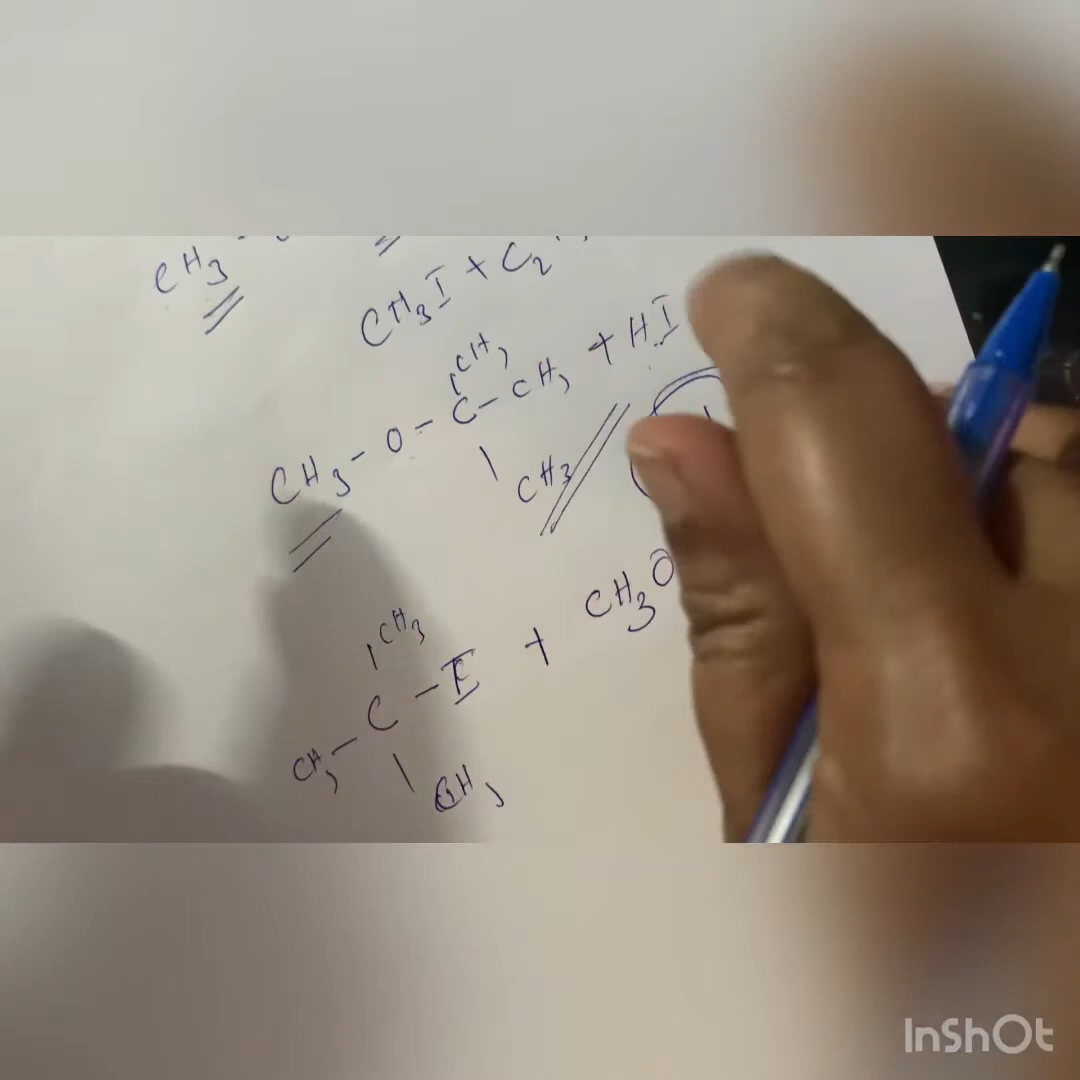 CH3 -
CH3I + C2
CH3
CH3 - O - C - CH3 + HI
CH3
CH3
C - I + CH3O
CH3
CH3
InShOt